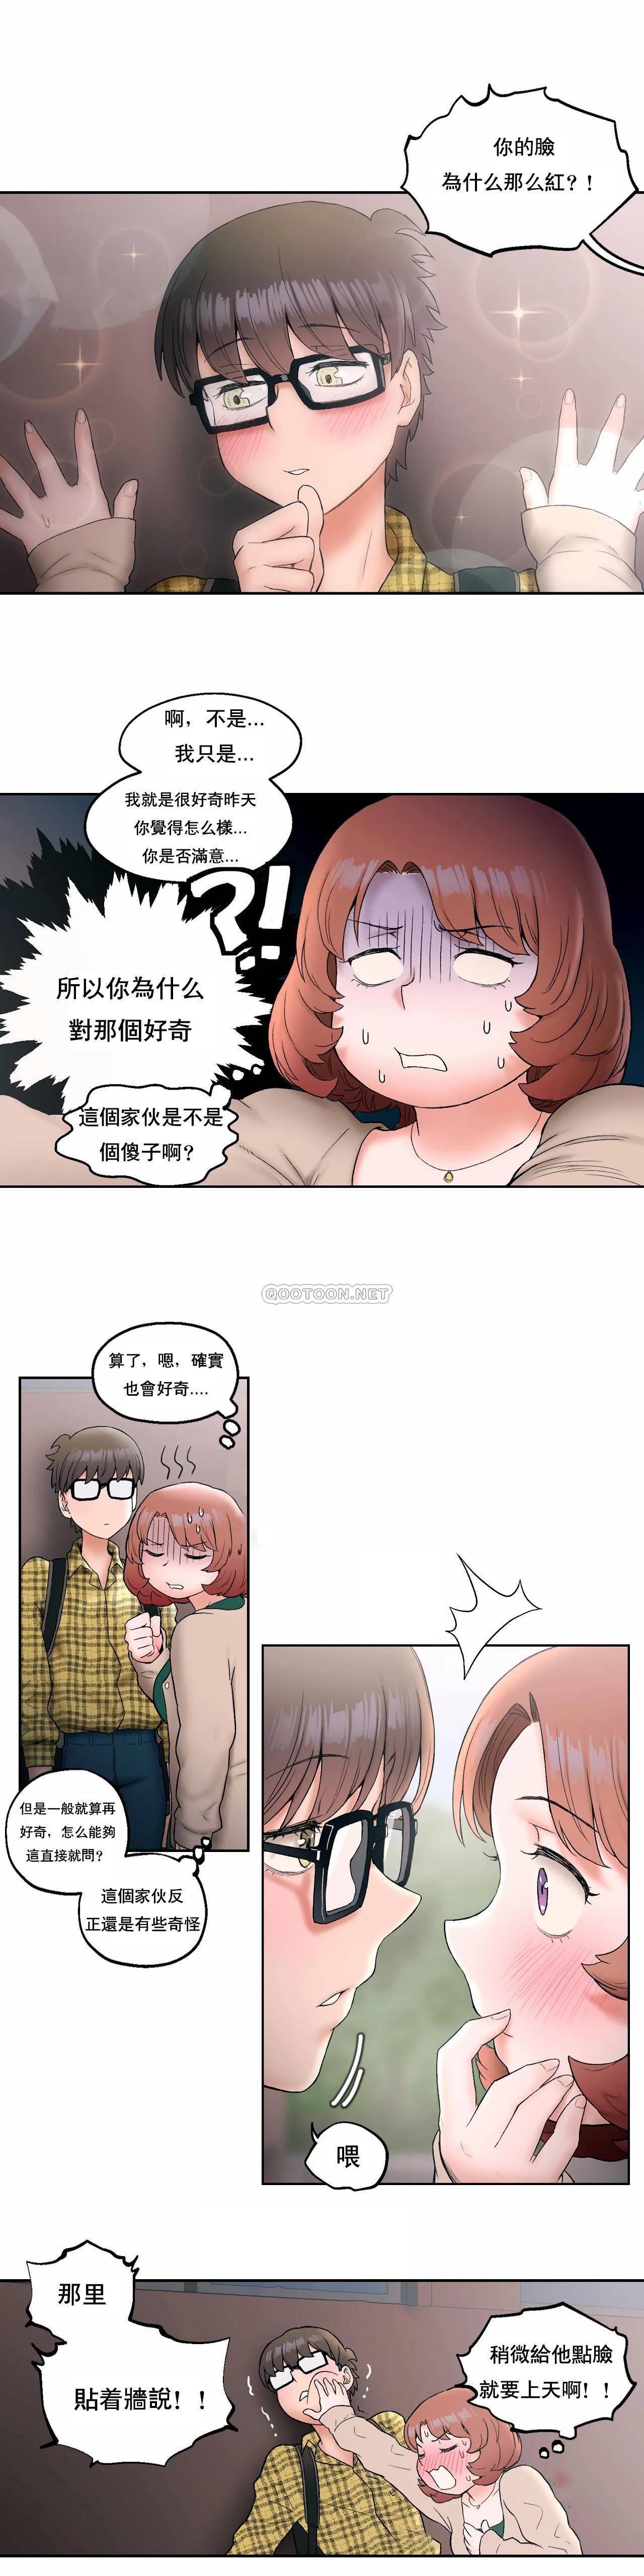 你的臉
為什么那么紅?!
啊，不是...
我只是...
我就是很好奇昨天
你覺得怎么樣...
你是否滿意...
?!
所以你為什么
對那個好奇
這個家伙是不是
個傻子啊?
QOOTOON.NET
算了，嗯，確實
也會好奇....
但是一般就算再
好奇，怎么能夠
這直接就問?
這個家伙反
正還是有些奇怪
喂
那里
貼着牆說!!
稍微給他點臉
就要上天啊!!